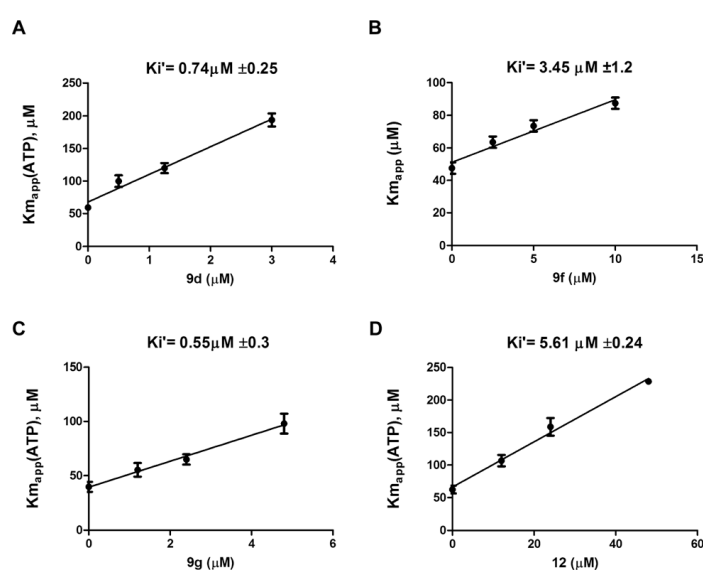 A
Ki'= 0.74μM ±0.25
Km_app(ATP), μM
250
200
150
100
50
0
0
1
2
3
4
9d (μM)
B
Ki'= 3.45 μM ±1.2
Km_app (μM)
100
80
60
40
20
0
0
5
10
15
9f (μM)
C
Ki'= 0.55μM ±0.3
Km_app(ATP), μM
150
100
50
0
0
2
4
6
9g (μM)
D
Ki'= 5.61 μM ±0.24
Km_app(ATP), μM
250
200
150
100
50
0
0
20
40
60
12 (μM)